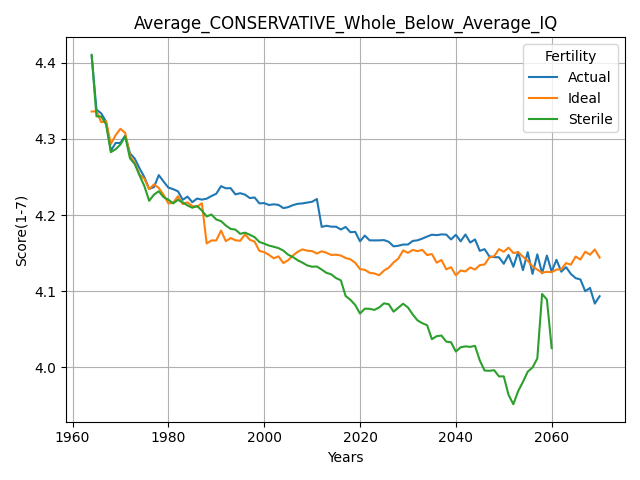 Average_CONSERVATIVE_Whole_Below_Average_IQ
Fertility
Actual
Ideal
Sterile
Score(1-7)
4.4
4.3
4.2
4.1
4.0
1960
1980
2000
2020
2040
2060
Years